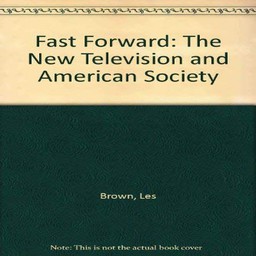 Fast Forward: The
New Television and
American Society
Brown, Les
Note: This is not the actual book cover